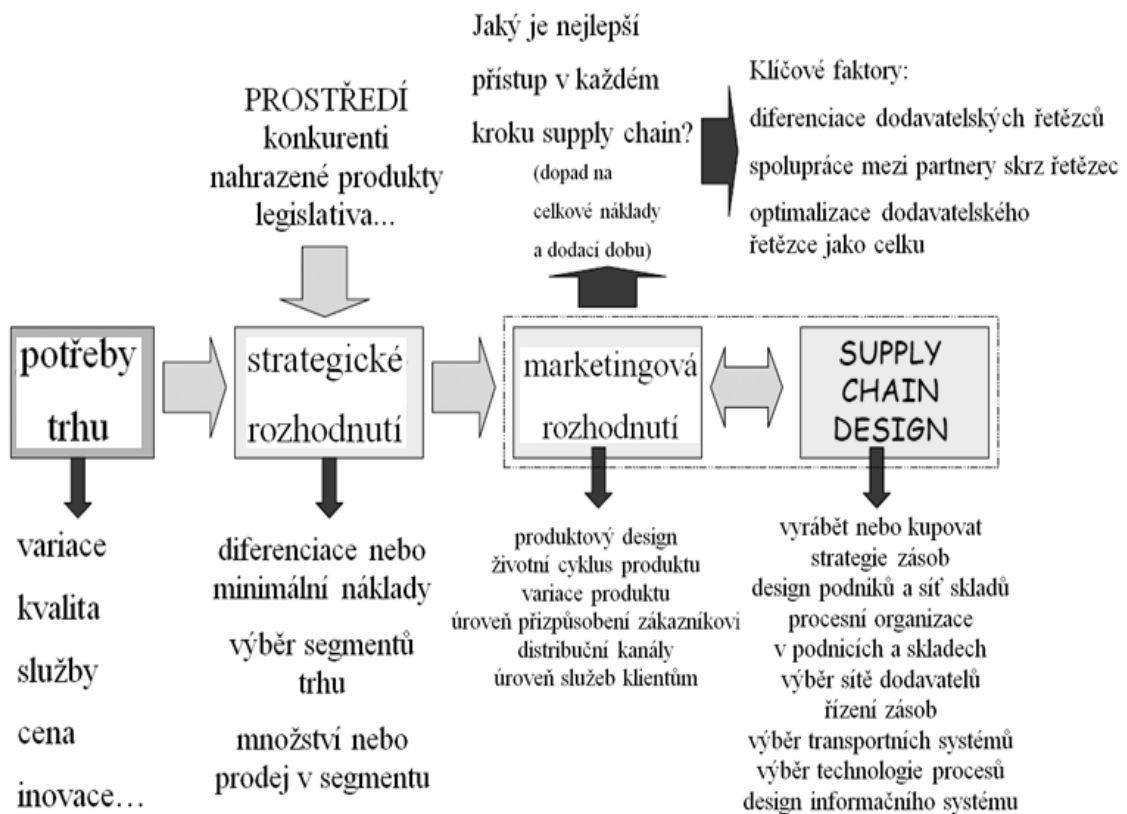 Jaký je nejlepší
přístup v každém
kroku supply chain?
(dopad na
celkové náklady
a dodací dobu)
Klíčové faktory:
diferenciace dodavatelských řetězců
spolupráce mezi partnery skrz řetězec
optimalizace dodavatelského
řetězce jako celku
PROSTŘEDÍ
konkurenti
nahrazené produkty
legislativa...
potřeby
trhu
strategické
rozhodnutí
marketingová
rozhodnutí
SUPPLY
CHAIN
DESIGN
variace
kvalita
služby
cena
inovace...
diferenciace nebo
minimální náklady
výběr segmentů
trhu
množství nebo
prodej v segmentu
produktový design
životní cyklus produktu
variace produktu
úroveň přizpůsobení zákazníkovi
distribuční kanály
úroveň služeb klientům
vyrábět nebo kupovat
strategie zásob
design podniků a síť skladů
procesní organizace
v podnicích a skladech
výběr sítě dodavatelů
řízení zásob
výběr transportních systémů
výběr technologie procesů
design informačního systému